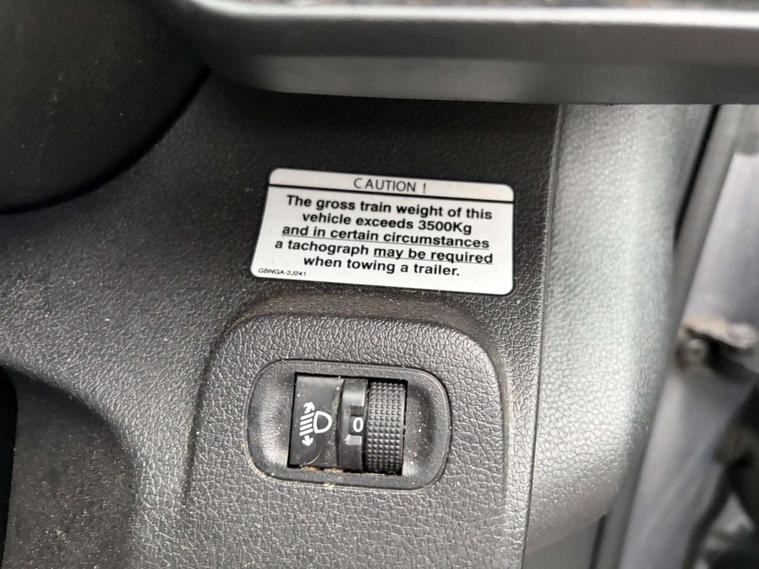 CAUTION !
The gross train weight of this
vehicle exceeds 3500Kg
and in certain circumstances
a tachograph may be required
when towing a trailer.
GBNGA-2J241
0